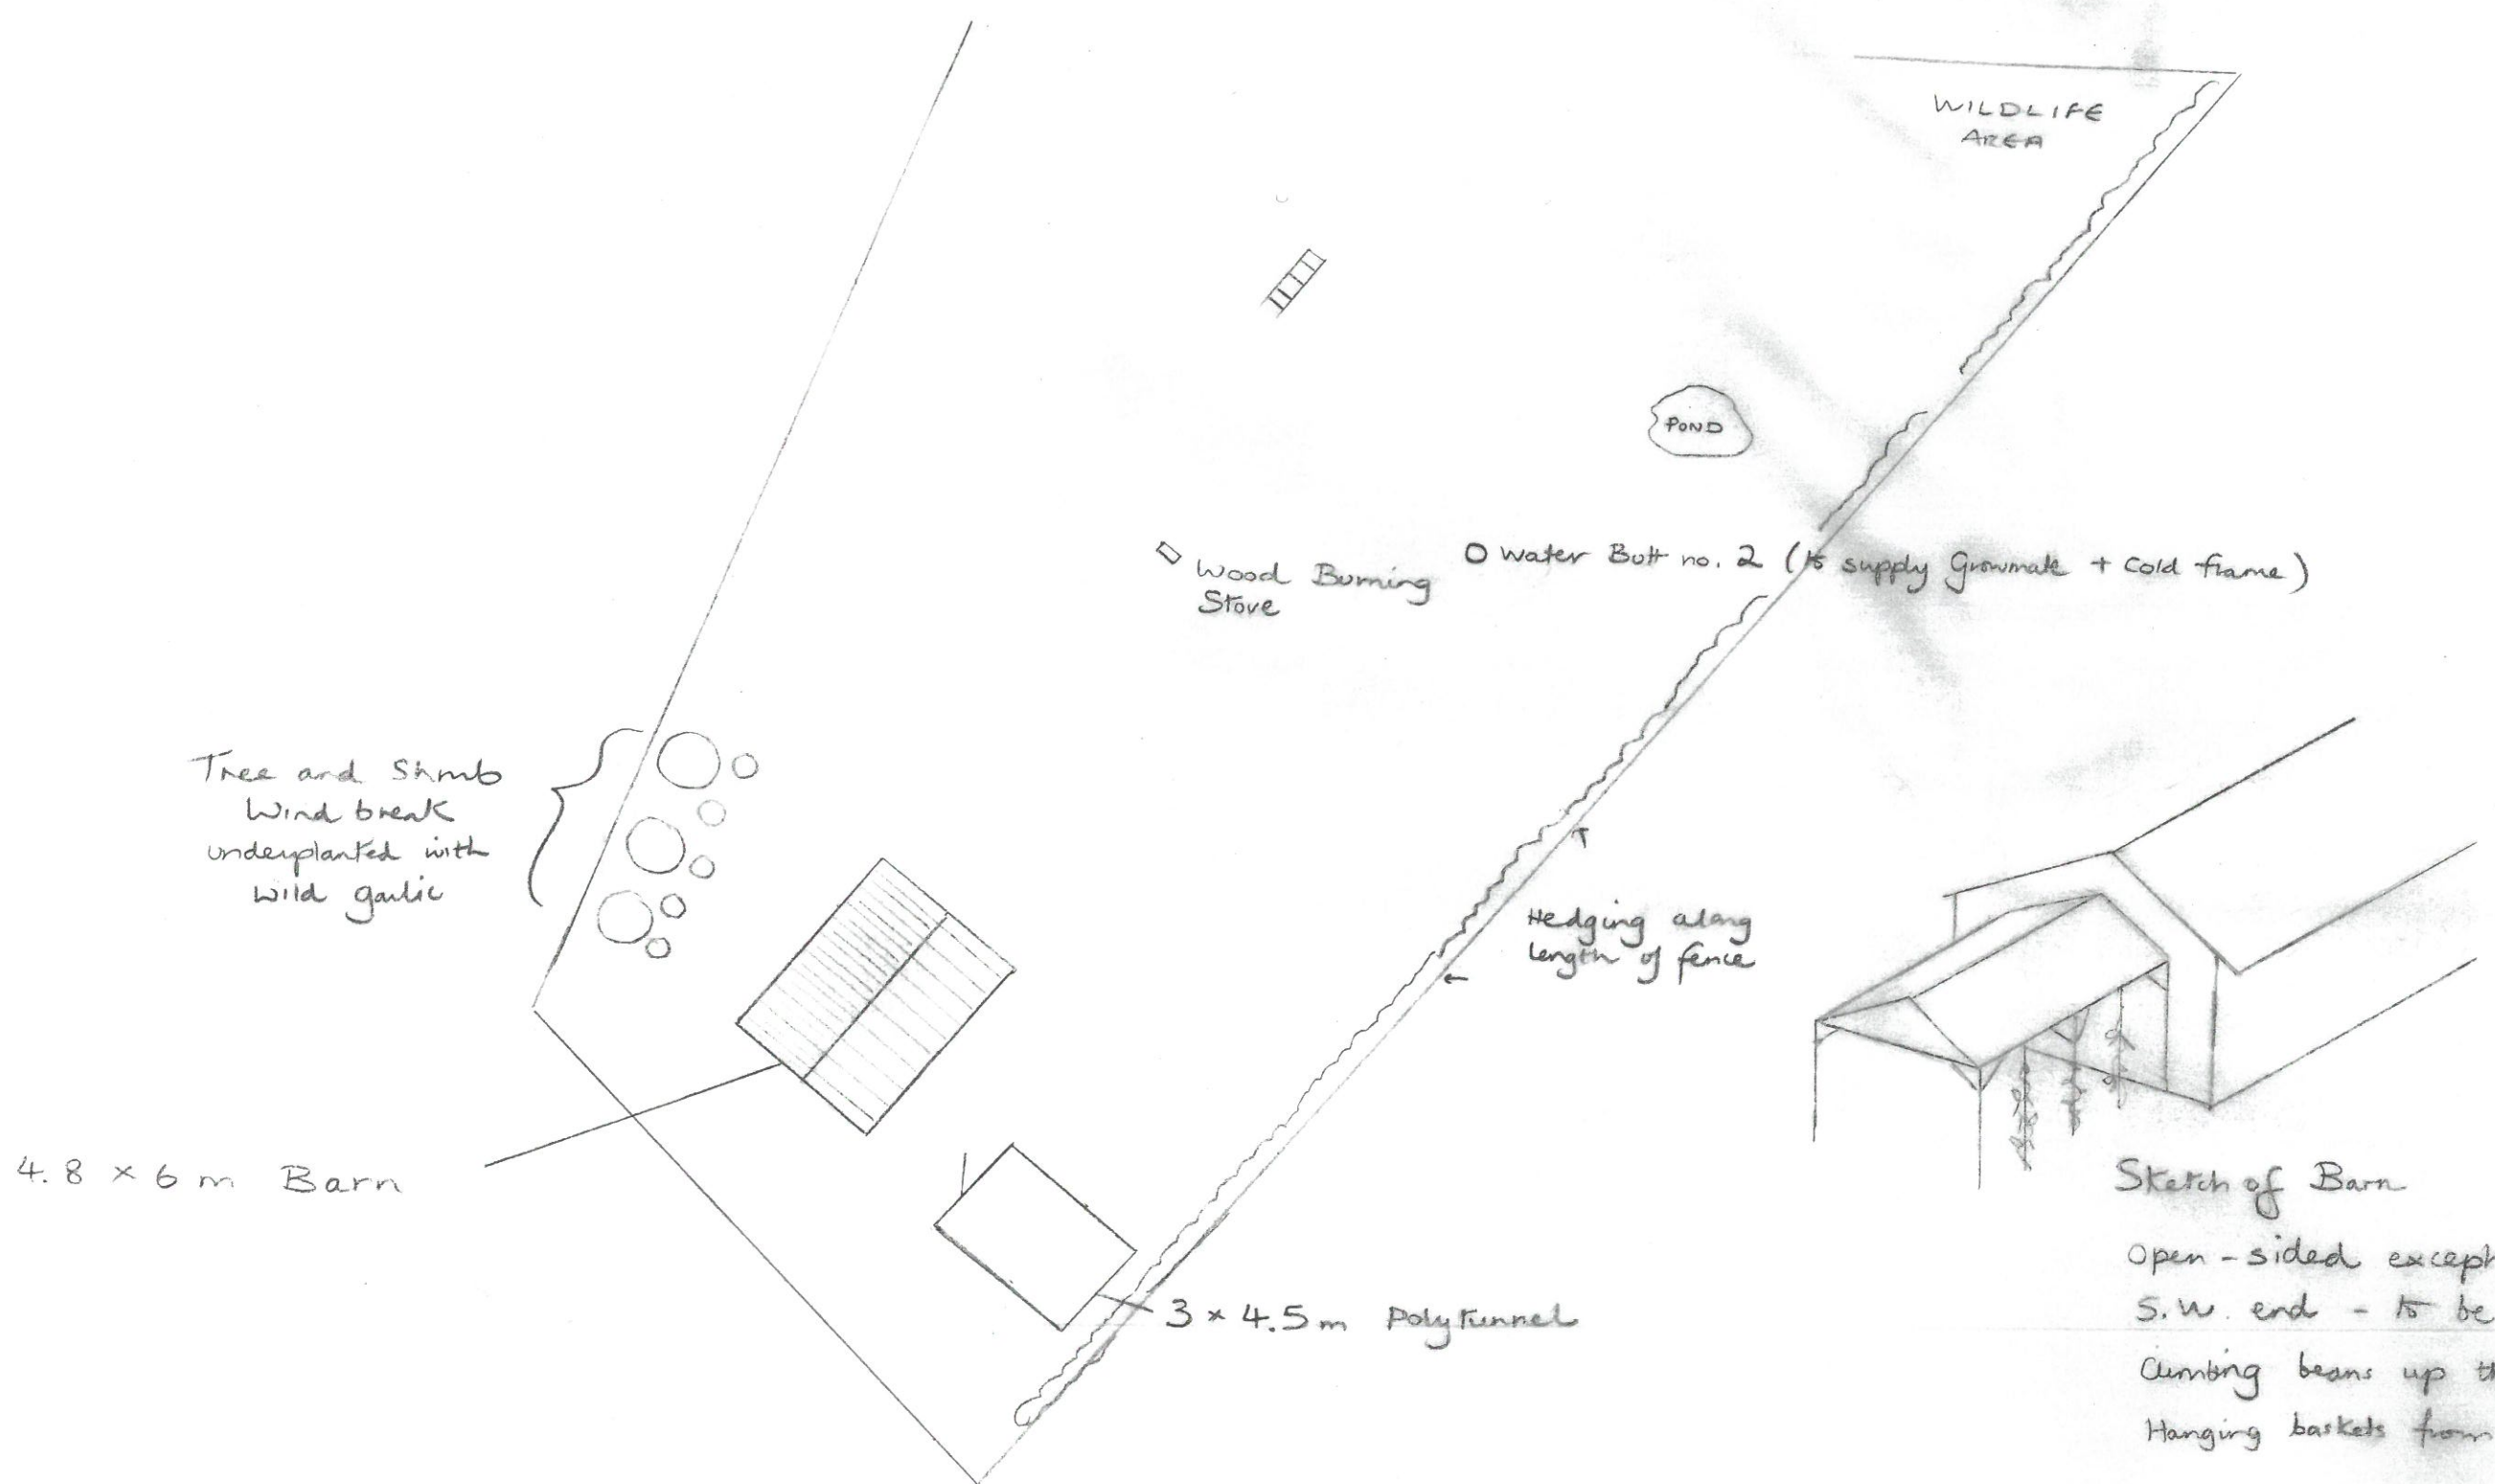 WILDLIFE
AREA
POND
Water Butt no. 2 (to supply Growmate + Cold frame)
Wood Burning
Stove
Tree and Shrub
Wind break
underplanted with
wild garlic
Hedging along
length of fence
4.8 × 6 m Barn
3 × 4.5 m Polytunnel
Sketch of Barn
Open-sided except
S.W. end - to be
Climbing beans up
Hanging baskets from